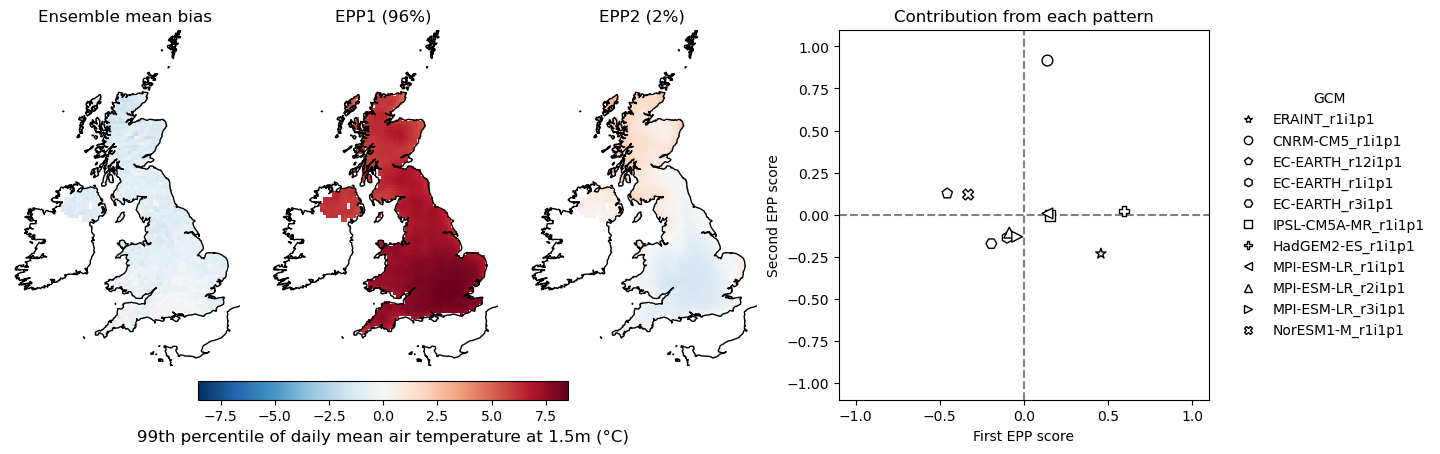 Ensemble mean bias
EPP1 (96%)
EPP2 (2%)
−7.5 −5.0 −2.5 0.0 2.5 5.0 7.5
99th percentile of daily mean air temperature at 1.5m (°C)
Contribution from each pattern
Second EPP score
1.00
0.75
0.50
0.25
0.00
−0.25
−0.50
−0.75
−1.00
−1.0 −0.5 0.0 0.5 1.0
First EPP score
GCM
ERAINT_r1i1p1
CNRM-CM5_r1i1p1
EC-EARTH_r12i1p1
EC-EARTH_r1i1p1
EC-EARTH_r3i1p1
IPSL-CM5A-MR_r1i1p1
HadGEM2-ES_r1i1p1
MPI-ESM-LR_r1i1p1
MPI-ESM-LR_r2i1p1
MPI-ESM-LR_r3i1p1
NorESM1-M_r1i1p1